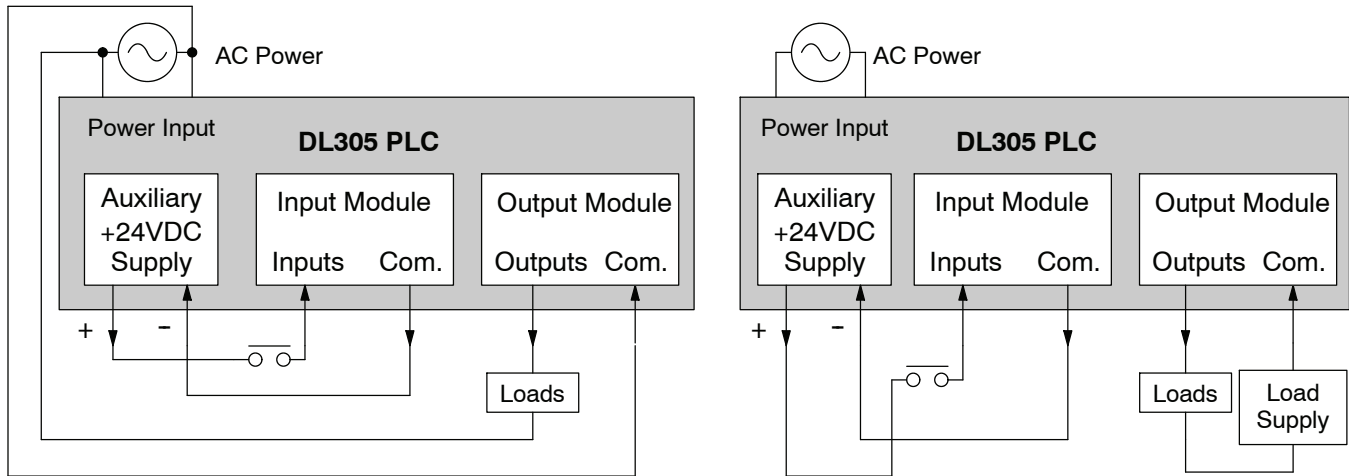 AC Power
Power Input
DL305 PLC
Auxiliary
+24VDC
Supply
Input Module
Inputs Com.
Output Module
Outputs Com.
+ -
Loads
AC Power
Power Input
DL305 PLC
Auxiliary
+24VDC
Supply
Input Module
Inputs Com.
Output Module
Outputs Com.
+ -
Loads
Load
Supply